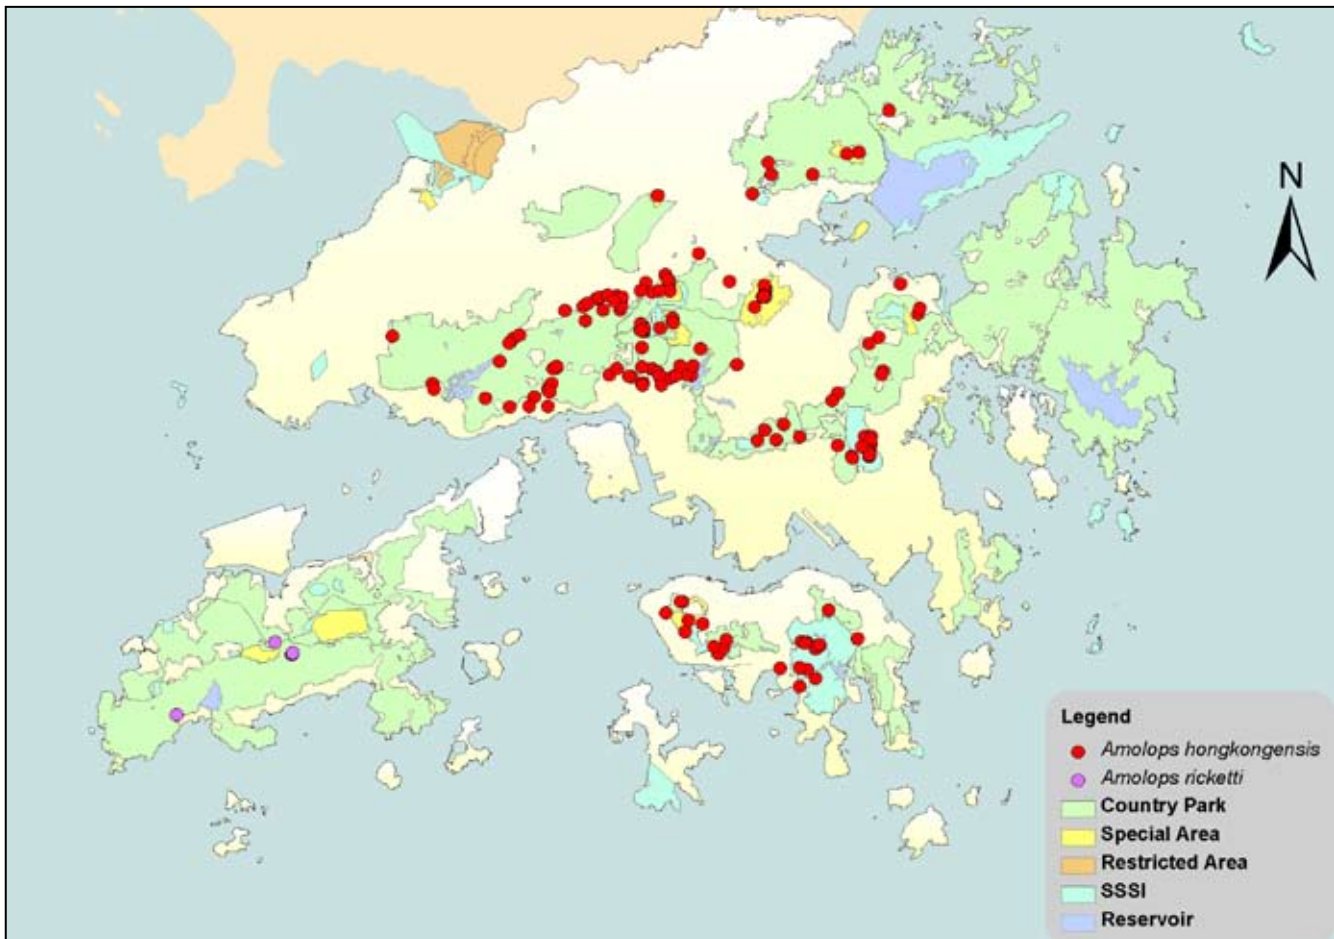 N
Legend
Amolops hongkongensis
Amolops ricketti
Country Park
Special Area
Restricted Area
SSSI
Reservoir